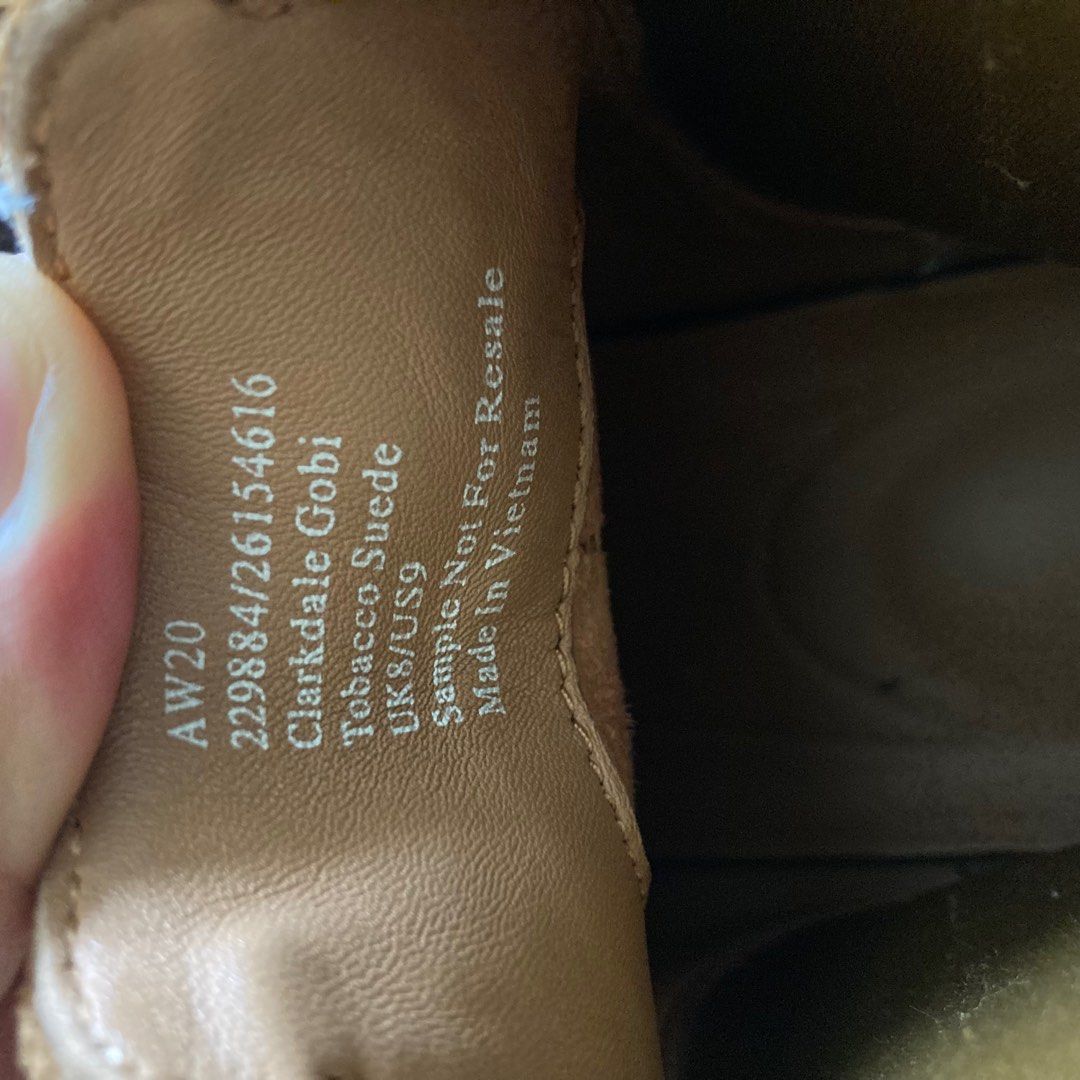 AW20
229884/26154616
Clarkdale Gobi
Tobacco Suede
UK8/US9
Sample Not For Resale
Made In Vietnam